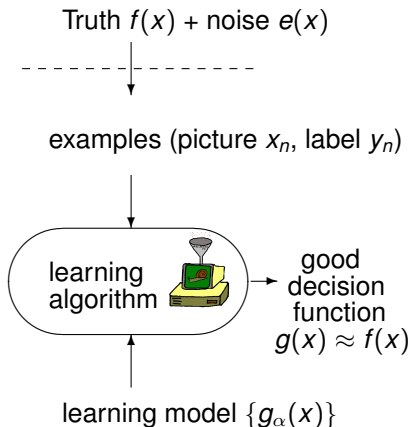 Truth f(x) + noise e(x)
examples (picture xₙ, label yₙ)
learning
algorithm
good
decision
function
g(x) ≈ f(x)
learning model {gα(x)}